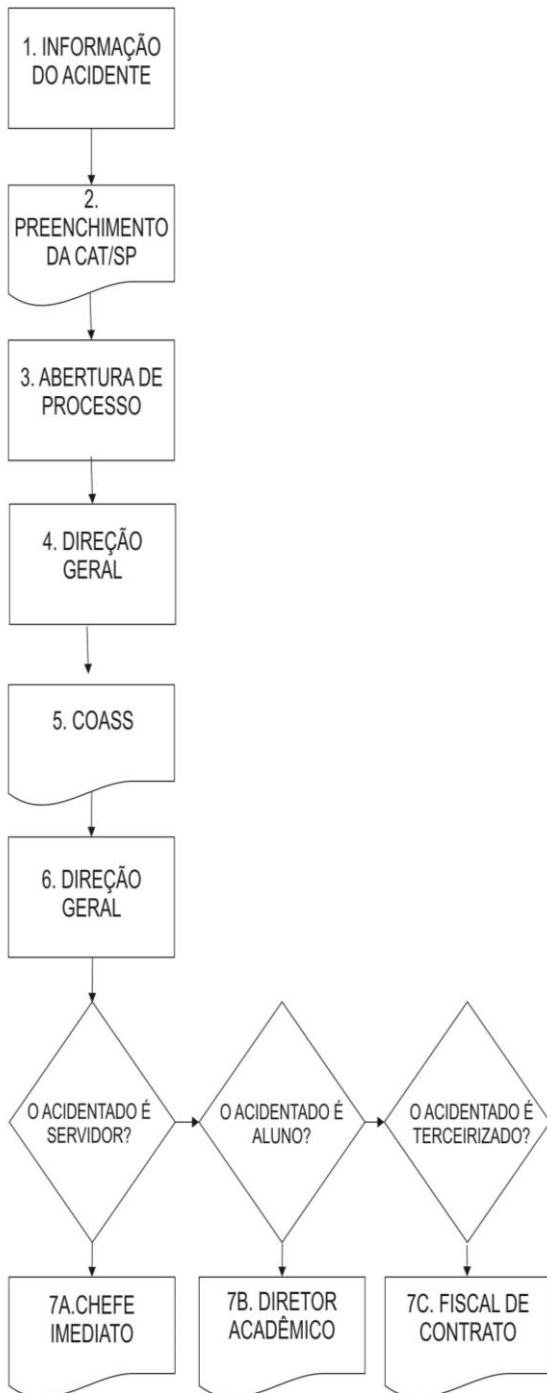 1. INFORMAÇÃO
DO ACIDENTE
2.
PREENCHIMENTO
DA CAT/SP
3. ABERTURA DE
PROCESSO
4. DIREÇÃO
GERAL
5. COASS
6. DIREÇÃO
GERAL
O ACIDENTADO É
SERVIDOR?
O ACIDENTADO É
ALUNO?
O ACIDENTADO É
TERCEIRIZADO?
7A.CHEFE
IMEDIATO
7B. DIRETOR
ACADÊMICO
7C. FISCAL DE
CONTRATO